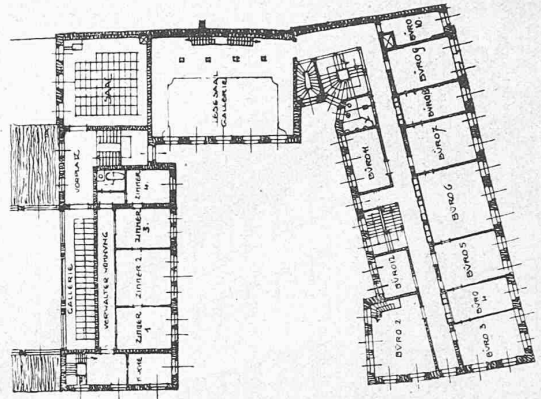 SAAL
LESESAAL
GALLERIE
VORPLATZ
ZIMMER
4.
ZIMMER
3.
ZIMMER 2
ZIMMER
1
VERWALTER WOHNUNG
GALLERIE
BÜRO
10
BÜRO 9
BÜRO 8
BÜRO 7
BÜRO 6
BÜRO 5
BÜRO
4
BÜRO 3
BÜRO 11
BÜRO 12
BÜRO 2